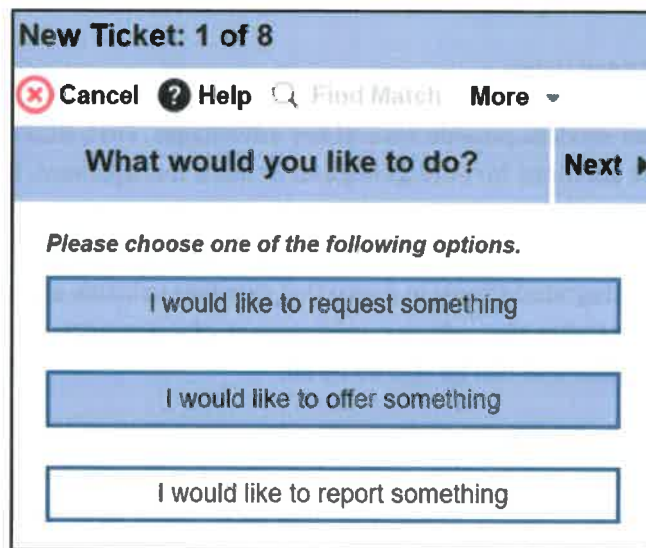 New Ticket: 1 of 8
Cancel Help Find Match More
What would you like to do? Next
Please choose one of the following options.
I would like to request something
I would like to offer something
I would like to report something